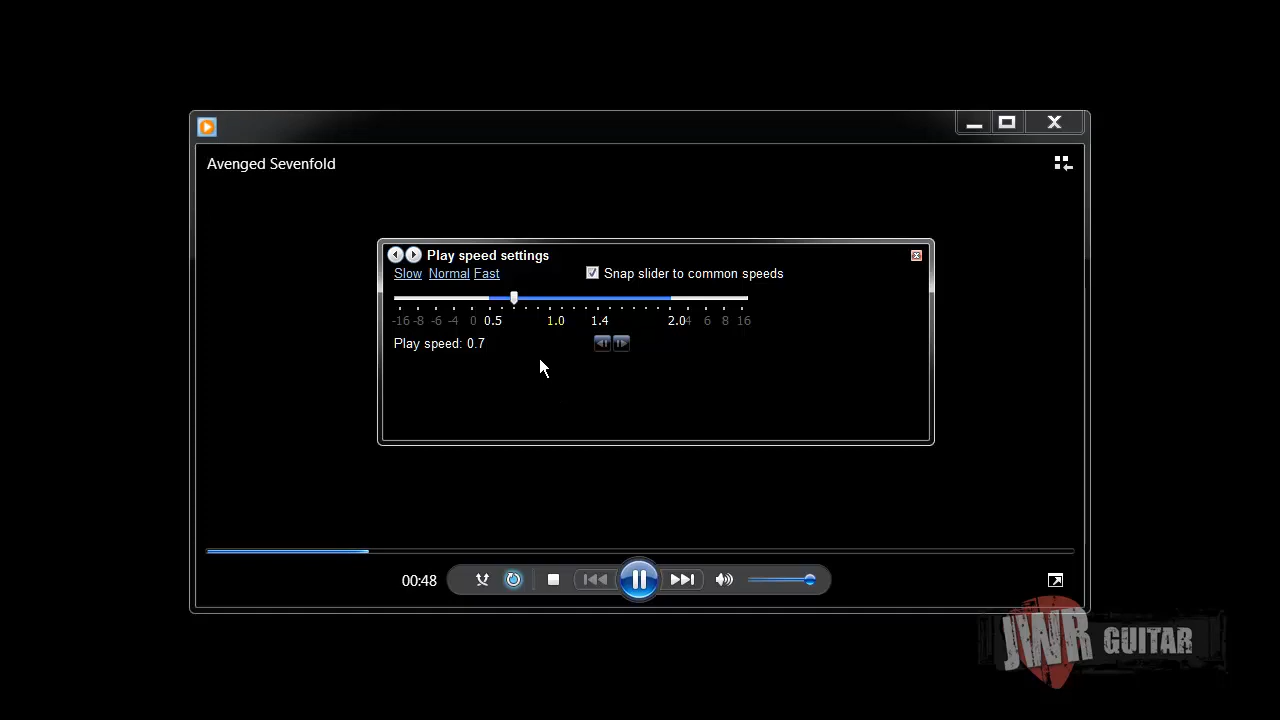 Avenged Sevenfold
Play speed settings
Slow Normal Fast
Snap slider to common speeds
-16 -8 -6 -4 0 0.5 1.0 1.4 2.0 4 6 8 16
Play speed: 0.7
00:48
JWR GUITAR